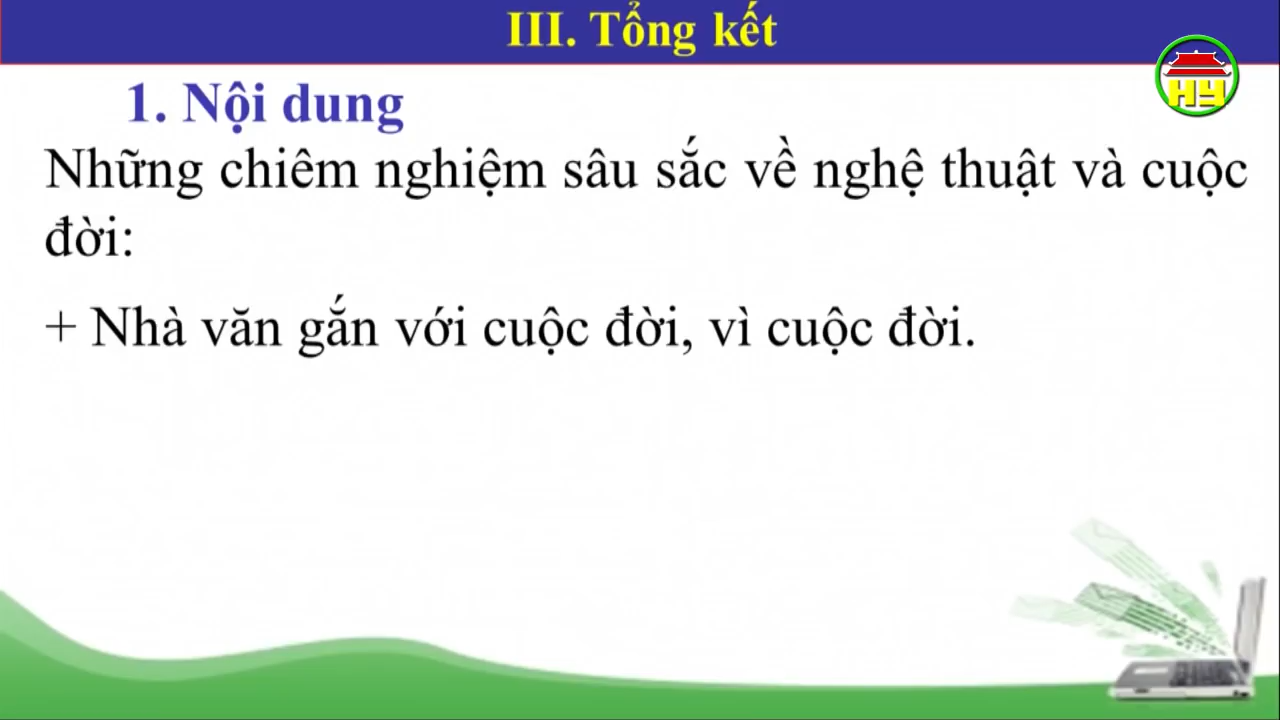 III. Tổng kết
HY
1. Nội dung
Những chiêm nghiệm sâu sắc về nghệ thuật và cuộc
đời:
+ Nhà văn gắn với cuộc đời, vì cuộc đời.